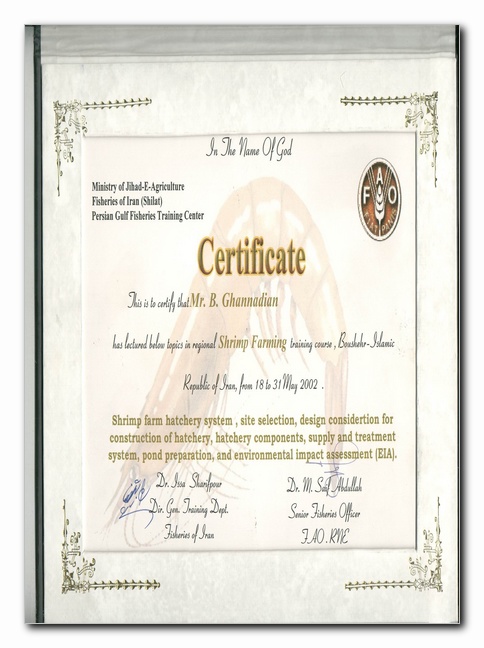 In The Name Of God
Ministry of Jihad-E-Agriculture
Fisheries of Iran (Shilat)
Persian Gulf Fisheries Training Center
F A O
FIAT PANIS
Certificate
This is to certify that Mr. B. Ghannadian
has lectured below topics in regional Shrimp Farming training course , Boushehr-Islamic
Republic of Iran, from 18 to 31 May 2002 .
Shrimp farm hatchery system , site selection, design considertion for
construction of hatchery, hatchery components, supply and treatment
system, pond preparation, and environmental impact assessment (EIA).
Dr. Issa Sharifpour
Dir. Gen. Training Dept.
Fisheries of Iran
Dr. M. Saif Abdullah
Senior Fisheries Officer
FAO. RNE